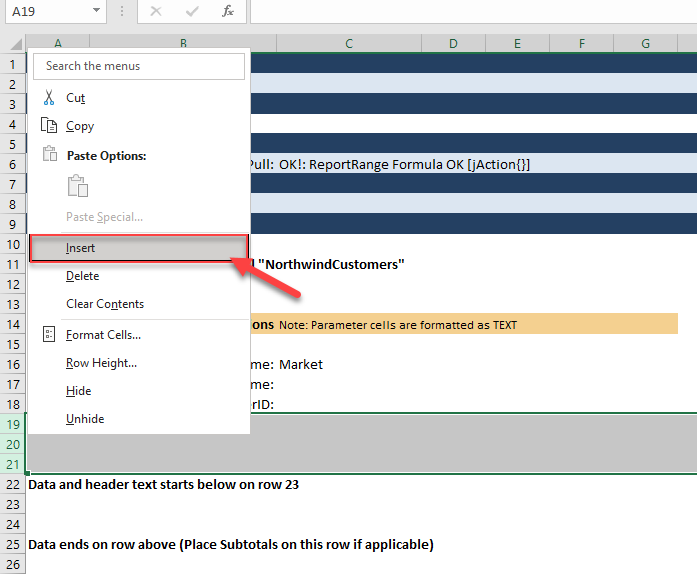 A19
fx
A B C D E F G
Search the menus
Cut
Copy
Paste Options:
Paste Special...
Insert
Delete
Clear Contents
Format Cells...
Row Height...
Hide
Unhide
1
2
3
4
5
6 Pull: OK!: ReportRange Formula OK [jAction{}]
7
8
9
10
11 "NorthwindCustomers"
12
13
14 ons Note: Parameter cells are formatted as TEXT
15
16 me: Market
17 me:
18 rID:
19
20
21
22 Data and header text starts below on row 23
23
24
25 Data ends on row above (Place Subtotals on this row if applicable)
26